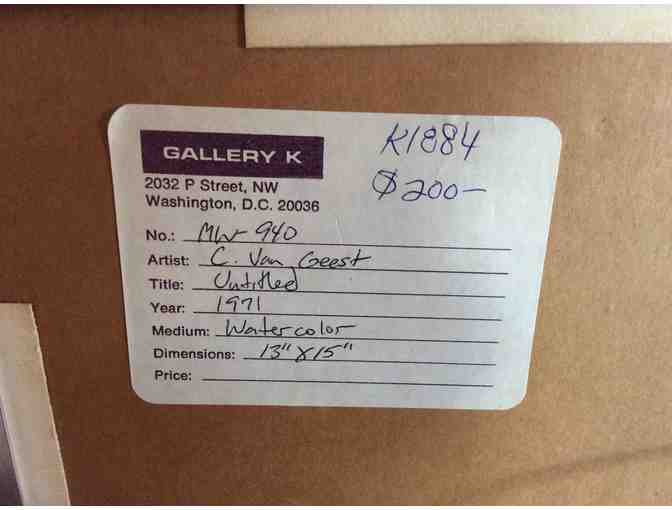 GALLERY K
K1884
$200-
2032 P Street, NW
Washington, D.C. 20036
No.: MW 940
Artist: C. Van Geest
Title: Untitled
Year: 1971
Medium: Watercolor
Dimensions: 13" X 15"
Price: